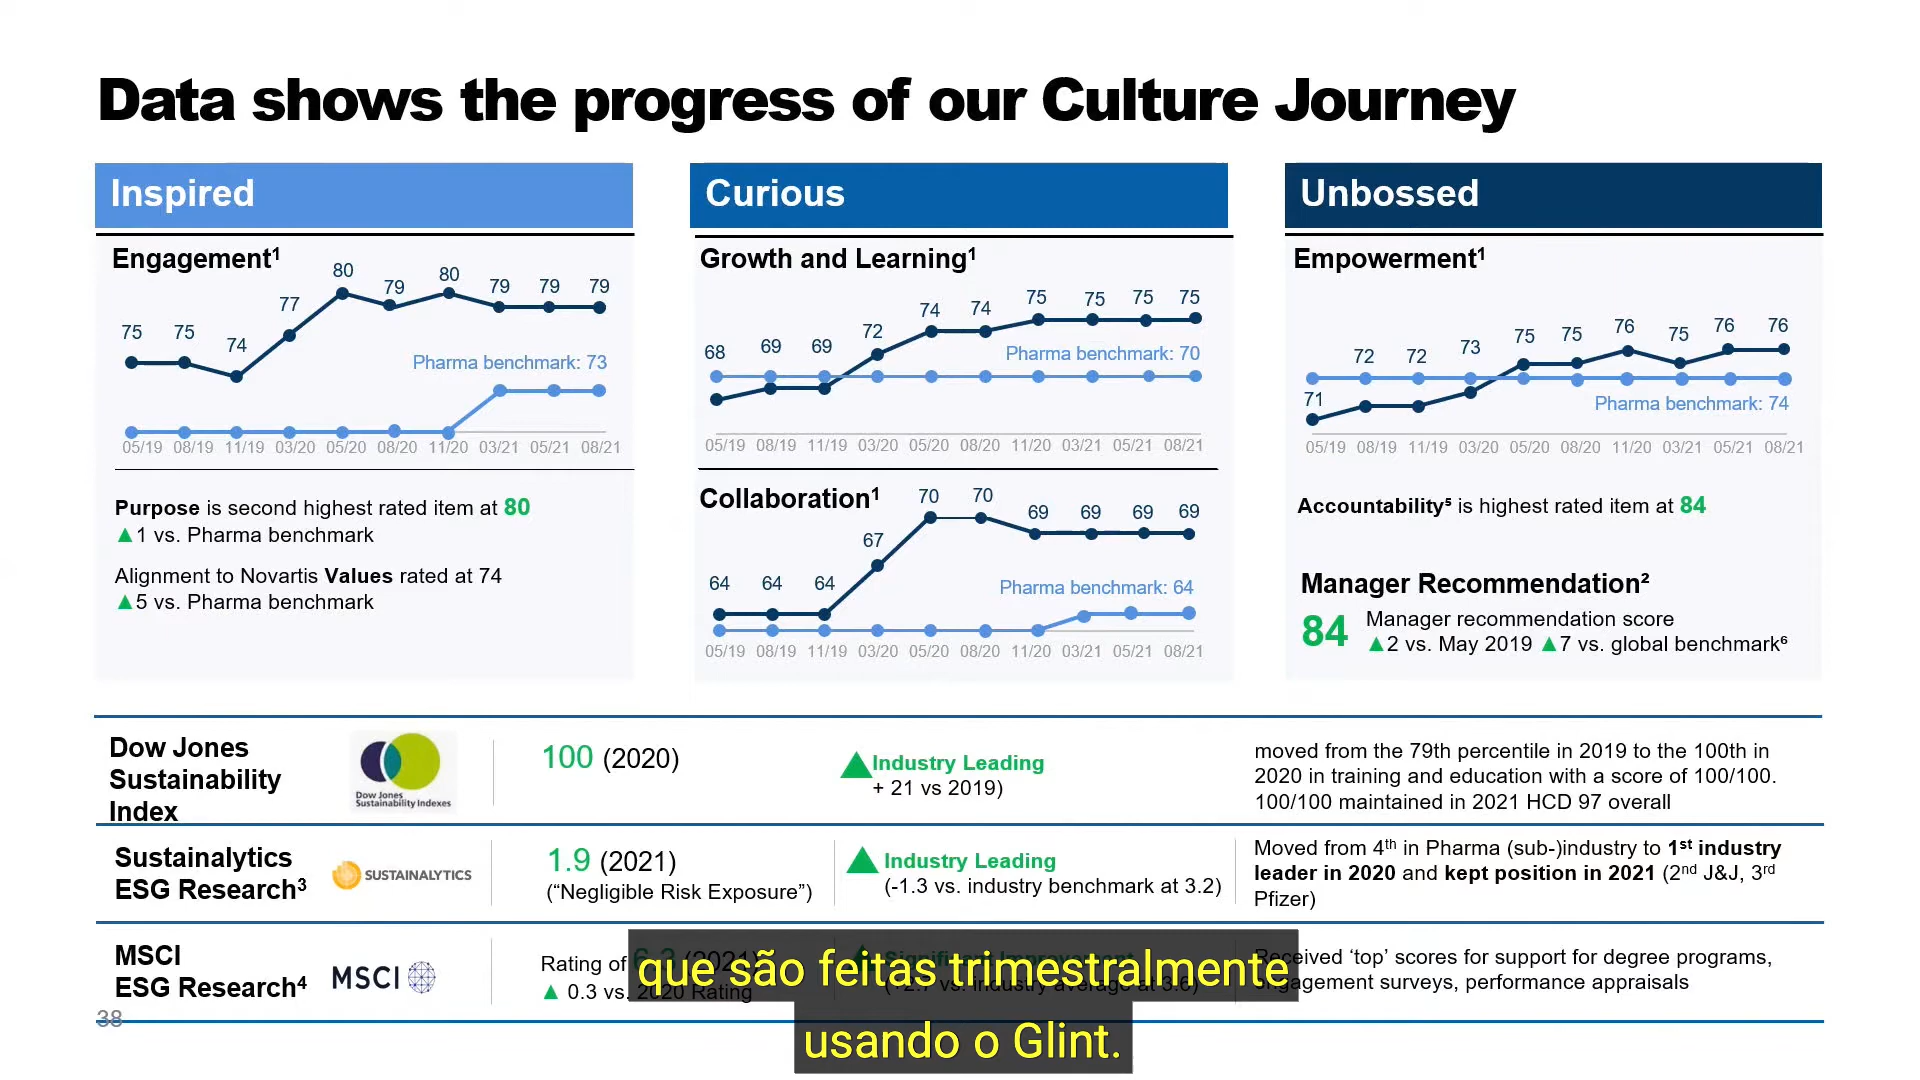 Data shows the progress of our Culture Journey
Inspired
Engagement¹
75 75 74 77 80 79 80 79 79 79
Pharma benchmark: 73
05/19 08/19 11/19 03/20 05/20 08/20 11/20 03/21 05/21 08/21
Purpose is second highest rated item at 80
▲1 vs. Pharma benchmark
Alignment to Novartis Values rated at 74
▲5 vs. Pharma benchmark
Curious
Growth and Learning¹
68 69 69 72 74 74 75 75 75 75
Pharma benchmark: 70
05/19 08/19 11/19 03/20 05/20 08/20 11/20 03/21 05/21 08/21
Collaboration¹
64 64 64 67 70 70 69 69 69 69
Pharma benchmark: 64
05/19 08/19 11/19 03/20 05/20 08/20 11/20 03/21 05/21 08/21
Unbossed
Empowerment¹
71 72 72 73 75 75 76 75 76 76
Pharma benchmark: 74
05/19 08/19 11/19 03/20 05/20 08/20 11/20 03/21 05/21 08/21
Accountability⁵ is highest rated item at 84
Manager Recommendation²
84
Manager recommendation score
▲2 vs. May 2019 ▲7 vs. global benchmark⁶
Dow Jones
Sustainability
Index
Dow Jones
Sustainability Indexes
100 (2020)
Industry Leading
+ 21 vs 2019)
moved from the 79th percentile in 2019 to the 100th in
2020 in training and education with a score of 100/100.
100/100 maintained in 2021 HCD 97 overall
Sustainalytics
ESG Research³
SUSTAINALYTICS
1.9 (2021)
(“Negligible Risk Exposure”)
Industry Leading
(-1.3 vs. industry benchmark at 3.2)
Moved from 4th in Pharma (sub-)industry to 1st industry
leader in 2020 and kept position in 2021 (2nd J&J, 3rd
Pfizer)
MSCI
ESG Research⁴
MSCI
Rating of 6.3 (2021)
▲ 0.3 vs. 2020 Rating
Significant Improvement
(+2.7 vs. industry average at 3.6)
Received ‘top’ scores for support for degree programs,
engagement surveys, performance appraisals
38
que são feitas trimestralmente
usando o Glint.